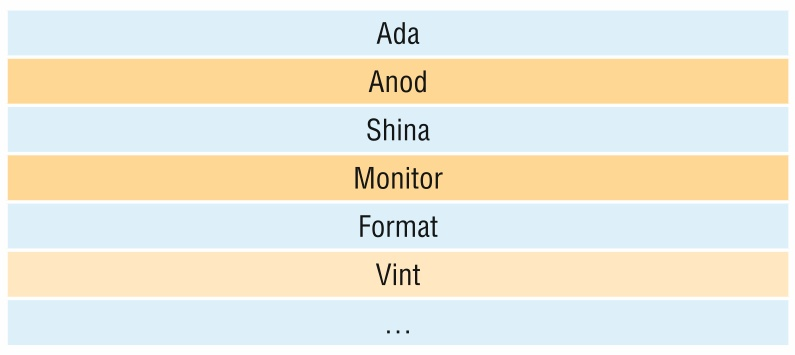 Ada
Anod
Shina
Monitor
Format
Vint
…